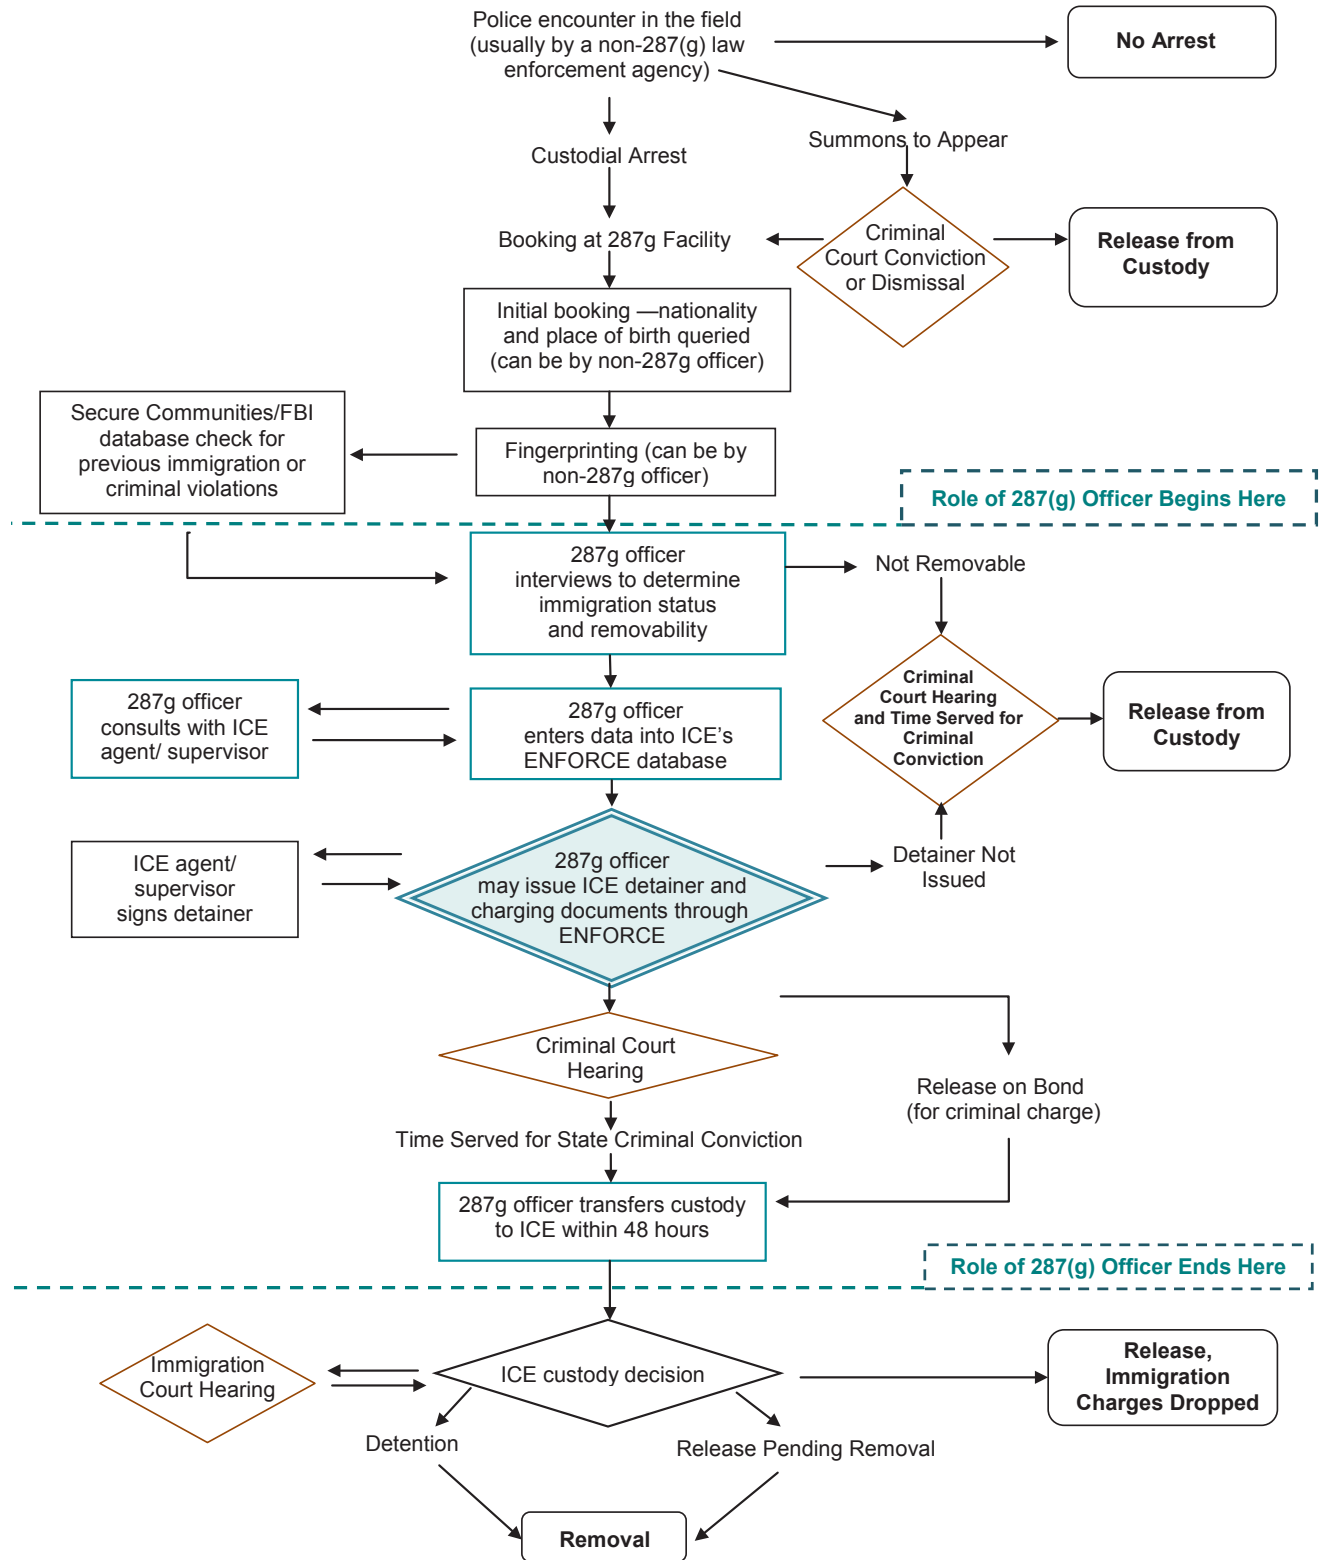 Police encounter in the field
(usually by a non-287(g) law
enforcement agency)
No Arrest
Summons to Appear
Custodial Arrest
Booking at 287g Facility
Criminal
Court Conviction
or Dismissal
Release from
Custody
Initial booking —nationality
and place of birth queried
(can be by non-287g officer)
Secure Communities/FBI
database check for
previous immigration or
criminal violations
Fingerprinting (can be by
non-287g officer)
Role of 287(g) Officer Begins Here
287g officer
interviews to determine
immigration status
and removability
Not Removable
287g officer
consults with ICE
agent/ supervisor
287g officer
enters data into ICE's
ENFORCE database
Criminal
Court Hearing
and Time Served for
Criminal
Conviction
Release from
Custody
ICE agent/
supervisor
signs detainer
287g officer
may issue ICE detainer and
charging documents through
ENFORCE
Detainer Not
Issued
Criminal Court
Hearing
Release on Bond
(for criminal charge)
Time Served for State Criminal Conviction
287g officer transfers custody
to ICE within 48 hours
Role of 287(g) Officer Ends Here
Immigration
Court Hearing
ICE custody decision
Release,
Immigration
Charges Dropped
Detention
Release Pending Removal
Removal